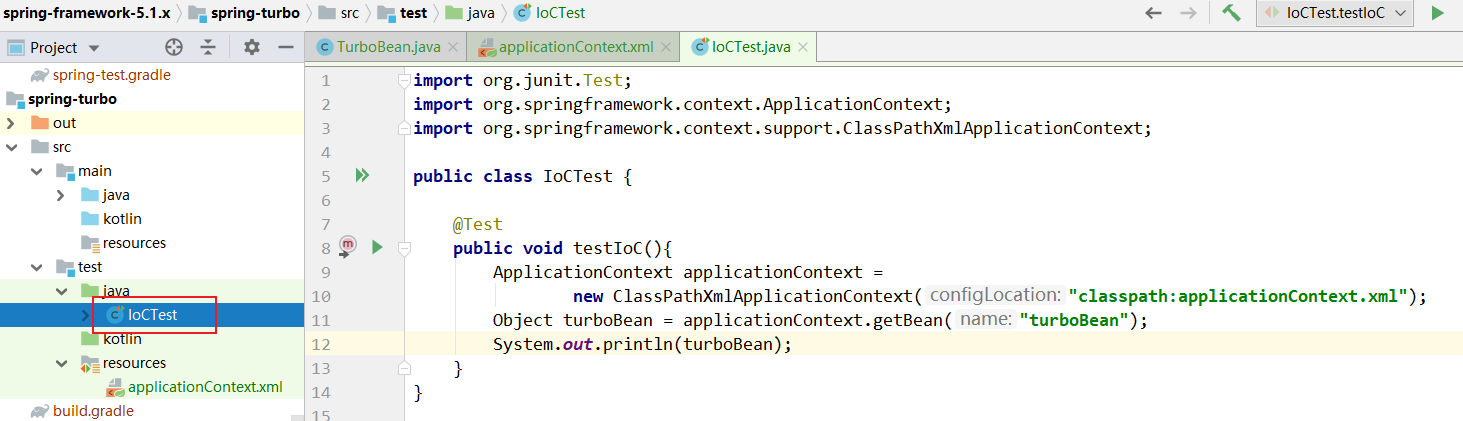 spring-framework-5.1.x spring-turbo src test java IoCTest IoCTest.testIoC
Project TurboBean.java applicationContext.xml IoCTest.java
spring-test.gradle
spring-turbo
out
src
main
java
kotlin
resources
test
java
IoCTest
kotlin
resources
applicationContext.xml
build.gradle
1 import org.junit.Test;
2 import org.springframework.context.ApplicationContext;
3 import org.springframework.context.support.ClassPathXmlApplicationContext;
4
5 public class IoCTest {
6
7 @Test
8 public void testIoC(){
9 ApplicationContext applicationContext =
10 new ClassPathXmlApplicationContext( configLocation: "classpath:applicationContext.xml");
11 Object turboBean = applicationContext.getBean( name: "turboBean");
12 System.out.println(turboBean);
13 }
14 }
15